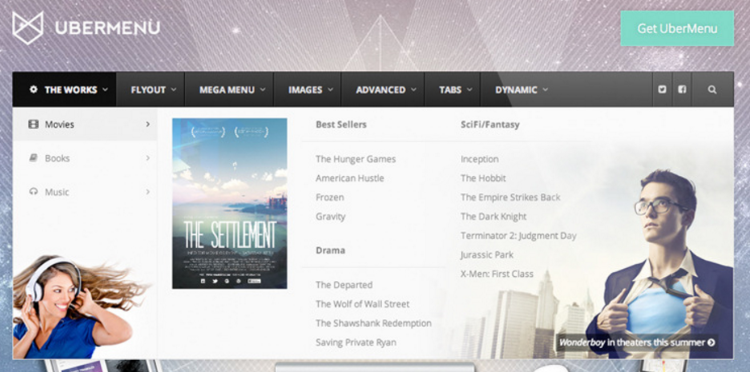 UBERMENU
Get UberMenu
THE WORKS
FLYOUT
MEGA MENU
IMAGES
ADVANCED
TABS
DYNAMIC
Movies
Books
Music
THE SETTLEMENT
Best Sellers
The Hunger Games
American Hustle
Frozen
Gravity
Drama
The Departed
The Wolf of Wall Street
The Shawshank Redemption
Saving Private Ryan
SciFi/Fantasy
Inception
The Hobbit
The Empire Strikes Back
The Dark Knight
Terminator 2: Judgment Day
Jurassic Park
X-Men: First Class
Wonderboy in theaters this summer